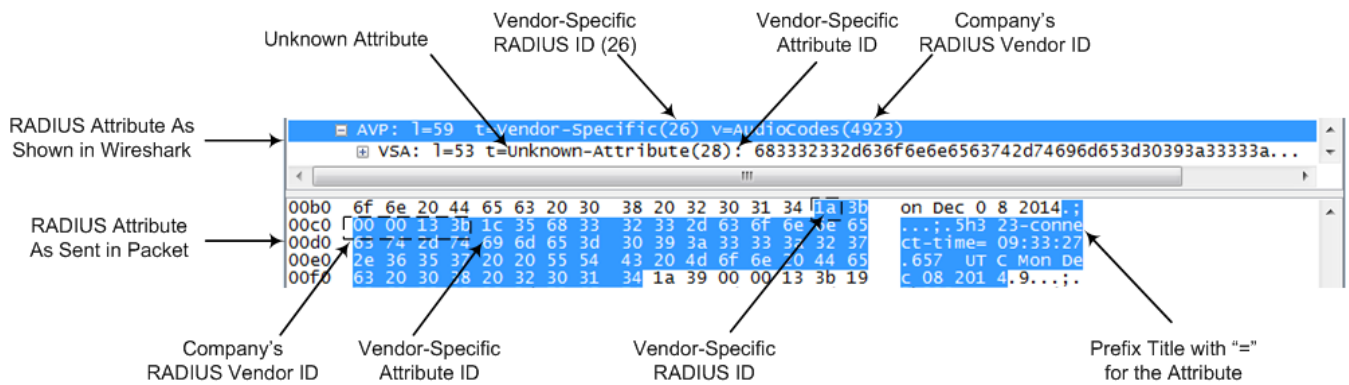 Unknown Attribute
Vendor-Specific
RADIUS ID (26)
Vendor-Specific
Attribute ID
Company's
RADIUS Vendor ID
RADIUS Attribute As
Shown in Wireshark
AVP: l=59 t=Vendor-Specific(26) v=AudioCodes(4923)
VSA: l=53 t=Unknown-Attribute(28): 683332332d636f6e6e6563742d74696d653d30393a33333a...
RADIUS Attribute
As Sent in Packet
00b0 6f 6e 20 44 65 63 20 30 38 20 32 30 31 34 1a 3b on Dec 0 8 2014.;
00c0 00 00 13 3b 1c 35 68 33 32 33 2d 63 6f 6e 6e 65 ...;.5h3 23-conne
00d0 63 74 2d 74 69 6d 65 3d 30 39 3a 33 33 3a 32 37 ct-time= 09:33:27
00e0 2e 36 35 37 20 20 55 54 43 20 4d 6f 6e 20 44 65 .657 UT C Mon De
00f0 63 20 30 38 20 32 30 31 34 1a 39 00 00 13 3b 19 c 08 201 4.9...;.
Company's
RADIUS Vendor ID
Vendor-Specific
Attribute ID
Vendor-Specific
RADIUS ID
Prefix Title with “=”
for the Attribute